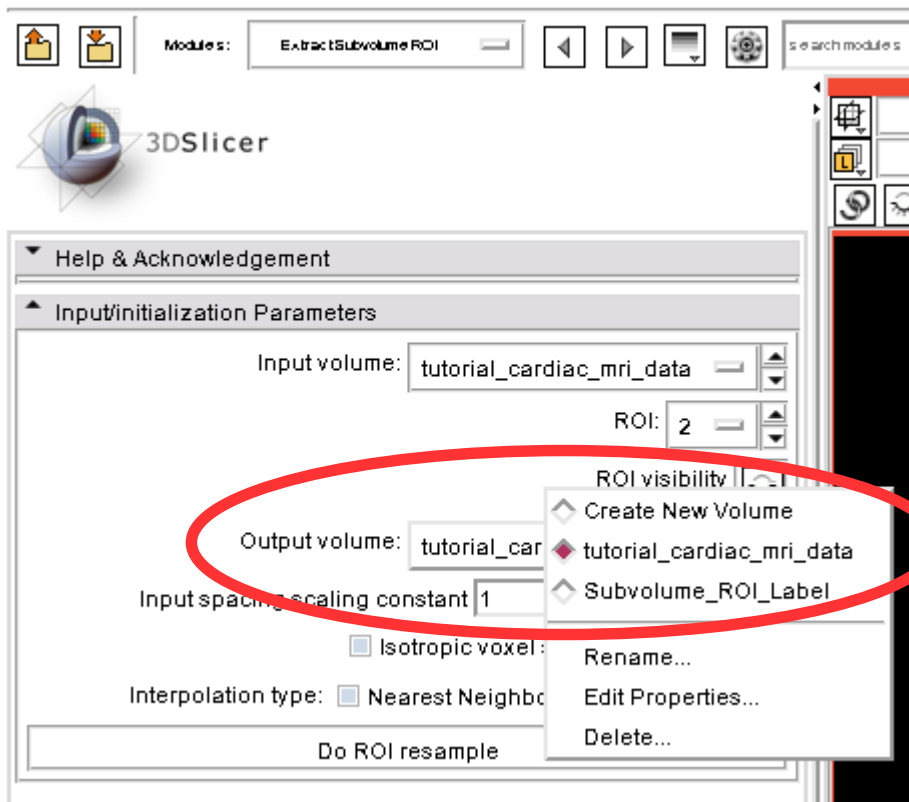 Modules: ExtractSubvolumeROI search modules
3DSlicer
L
Help & Acknowledgement
Input/initialization Parameters
Input volume: tutorial_cardiac_mri_data
ROI: 2
ROI visibility
Create New Volume
Output volume: tutorial_car
tutorial_cardiac_mri_data
Input spacing scaling constant 1
Subvolume_ROI_Label
Isotropic voxel
Rename...
Interpolation type: Nearest Neighbo
Edit Properties...
Delete...
Do ROI resample